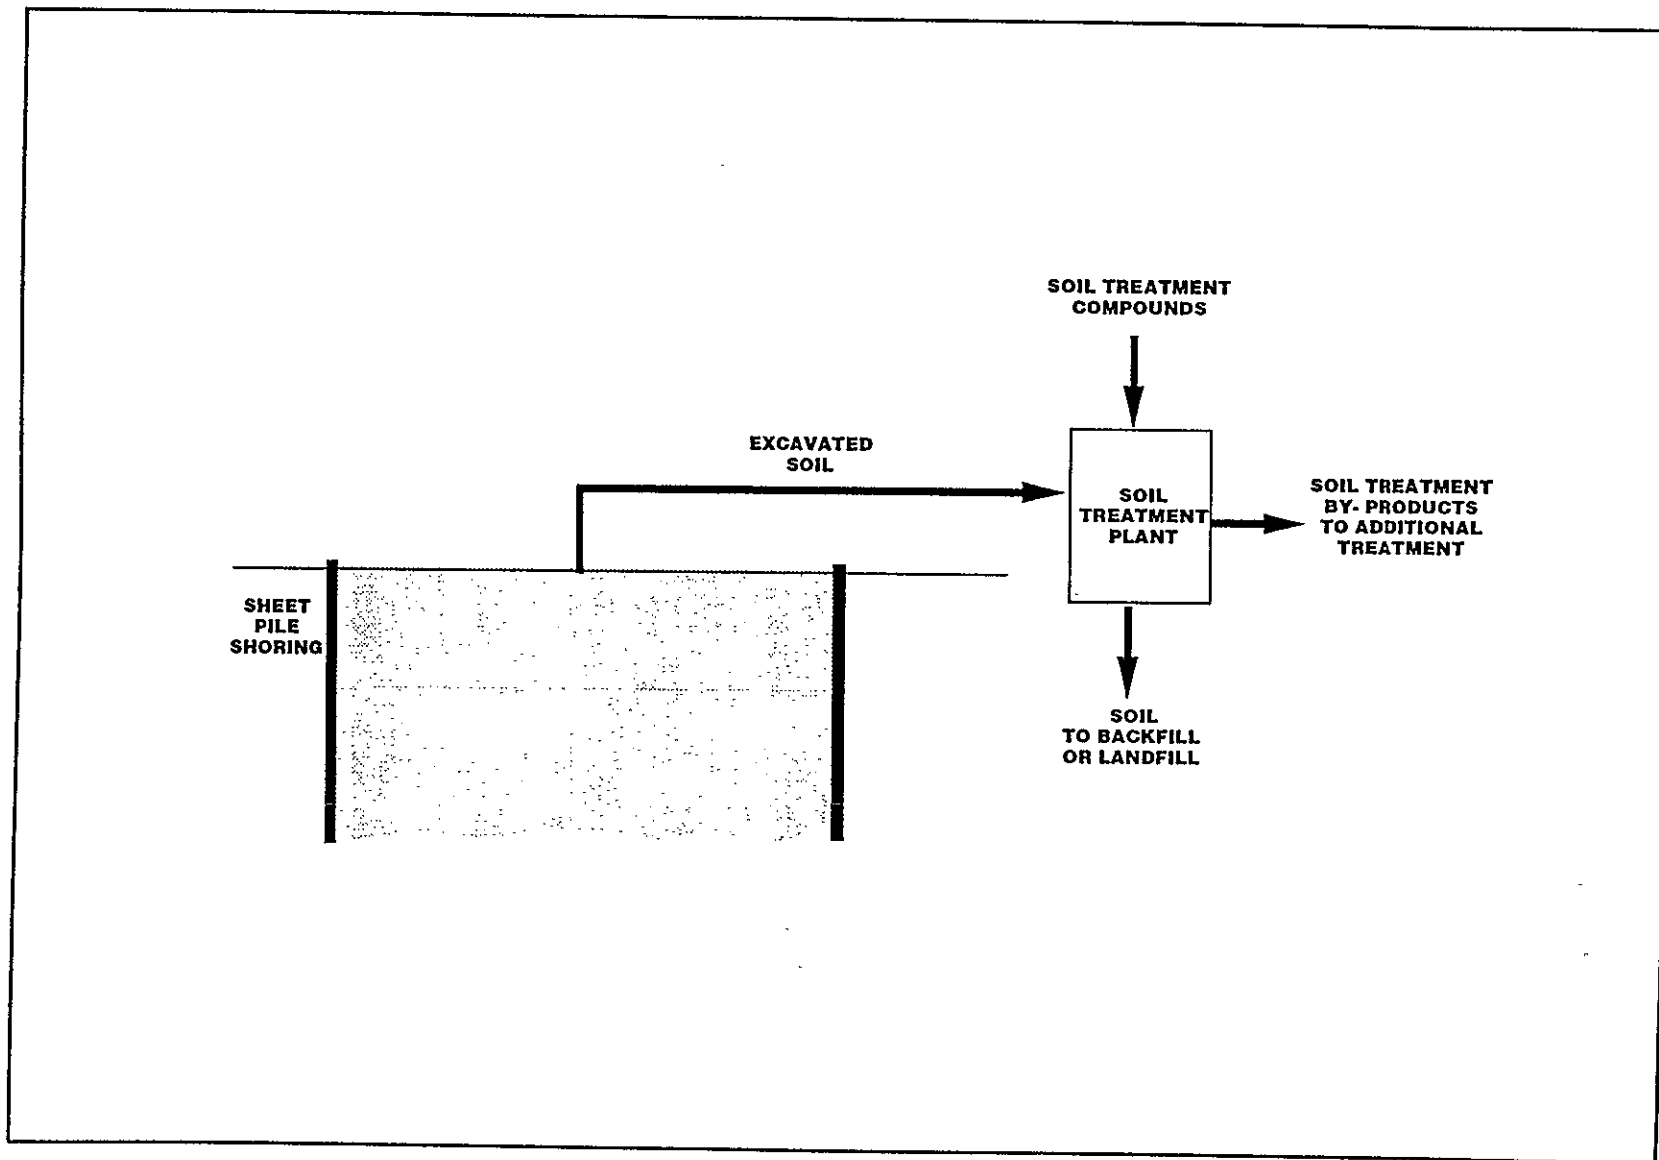 SOIL TREATMENT
COMPOUNDS
EXCAVATED
SOIL
SOIL
TREATMENT
PLANT
SOIL TREATMENT
BY- PRODUCTS
TO ADDITIONAL
TREATMENT
SHEET
PILE
SHORING
SOIL
TO BACKFILL
OR LANDFILL